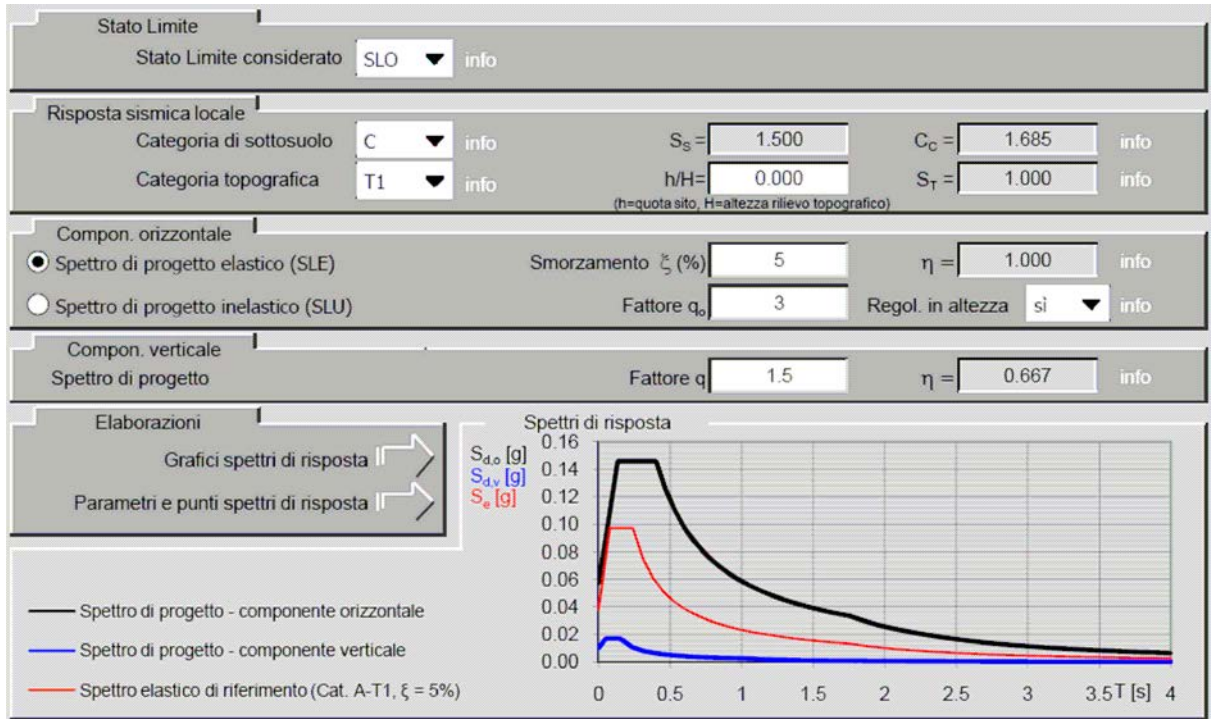 Stato Limite
Stato Limite considerato SLO info
Risposta sismica locale
Categoria di sottosuolo C info S_S = 1.500 C_C = 1.685 info
Categoria topografica T1 info h/H= 0.000 S_T = 1.000 info
(h=quota sito, H=altezza rilievo topografico)
Compon. orizzontale
Spettro di progetto elastico (SLE) Smorzamento ξ (%) 5 η = 1.000 info
Spettro di progetto inelastico (SLU) Fattore q_o 3 Regol. in altezza sì info
Compon. verticale
Spettro di progetto Fattore q 1.5 η = 0.667 info
Elaborazioni
Grafici spettri di risposta
Parametri e punti spettri di risposta
Spettri di risposta
S_d,o [g]
S_d,v [g]
S_e [g]
0.16
0.14
0.12
0.10
0.08
0.06
0.04
0.02
0.00
0 0.5 1 1.5 2 2.5 3 3.5 T [s] 4
Spettro di progetto - componente orizzontale
Spettro di progetto - componente verticale
Spettro elastico di riferimento (Cat. A-T1, ξ = 5%)